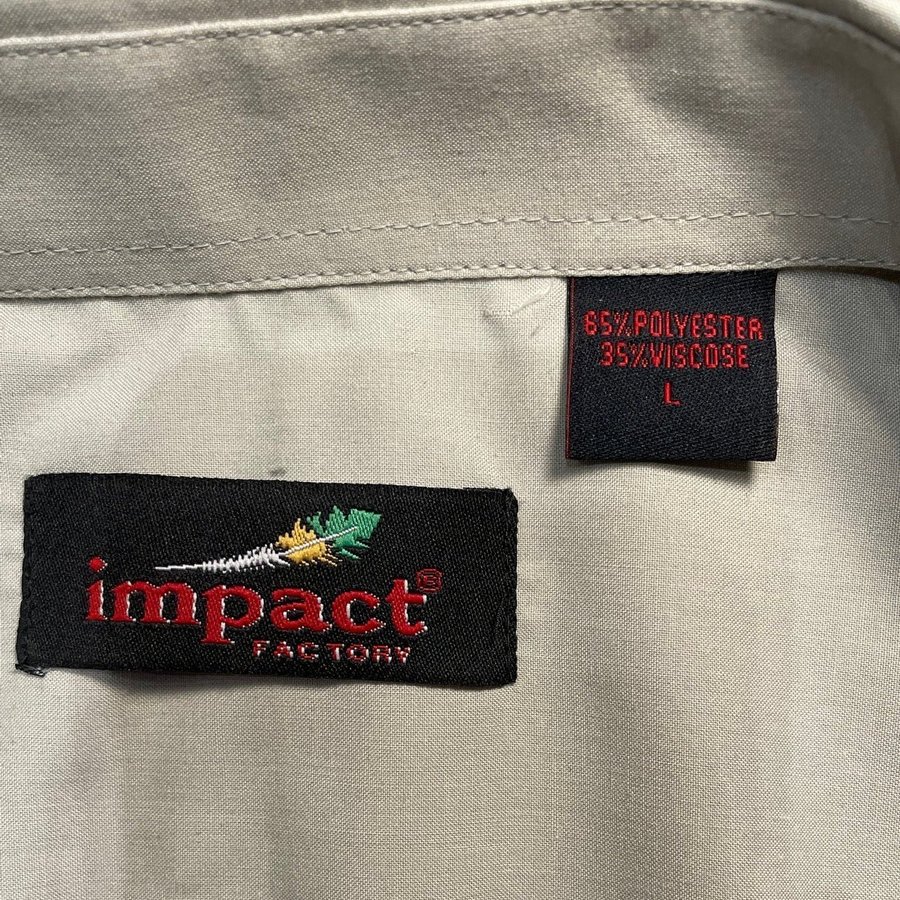 65%POLYESTER
35%VISCOSE
L
impact®
FACTORY